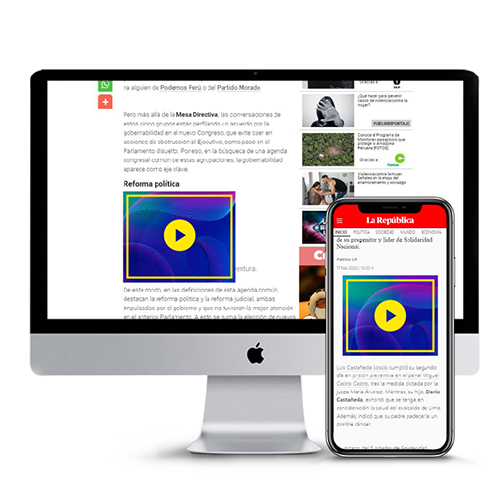 alguien de Podemos Perú o del Partido Morado.
Pero más allá de la Mesa Directiva, las conversaciones de
estos cinco grupos están perfilando un acuerdo por la
gobernabilidad en el nuevo Congreso, que evite caer en
acciones de obstrucción al Ejecutivo, como pasó en el
Parlamento disuelto. Por eso, en la búsqueda de una agenda
congresal común de estas agrupaciones, la gobernabilidad
aparece como eje clave.
Reforma política
ventura.
De este modo, en las definiciones de esta agenda común,
destacan la reforma política y la reforma judicial, ambas
impulsadas por el gobierno y que no tuvieron la mejor atención
en el anterior Parlamento. A esto se suma la elección de nuevos
Gracias a
¿Qué hacer para prevenir
casos de violencia contra la
mujer?
PUBLIRREPORTAJE
Conoce el Programa de
Monitoreo
que
protege la Amazonía
Peruana [FOTOS]
Gracias a
Violencia contra la mujer:
Señales en la etapa del
enamoramiento y noviazgo
La República
INICIO POLÍTICA SOCIEDAD MUNDO ECONOMÍA
de su progenitor y líder de Solidaridad
Nacional.
Política LR
17 Feb 2020 | 15:02 h
Luis Castañeda Lossio cumplió su segundo
día en prisión preventiva en el penal Miguel
Castro Castro, tras la medida dictada por la
jueza María Álvarez. Mientras su hijo, Darío
Castañeda, exhortó que se tenga en
consideración la salud del exalcalde de Lima.
Además, indicó que su padre padecería un
posible cáncer.